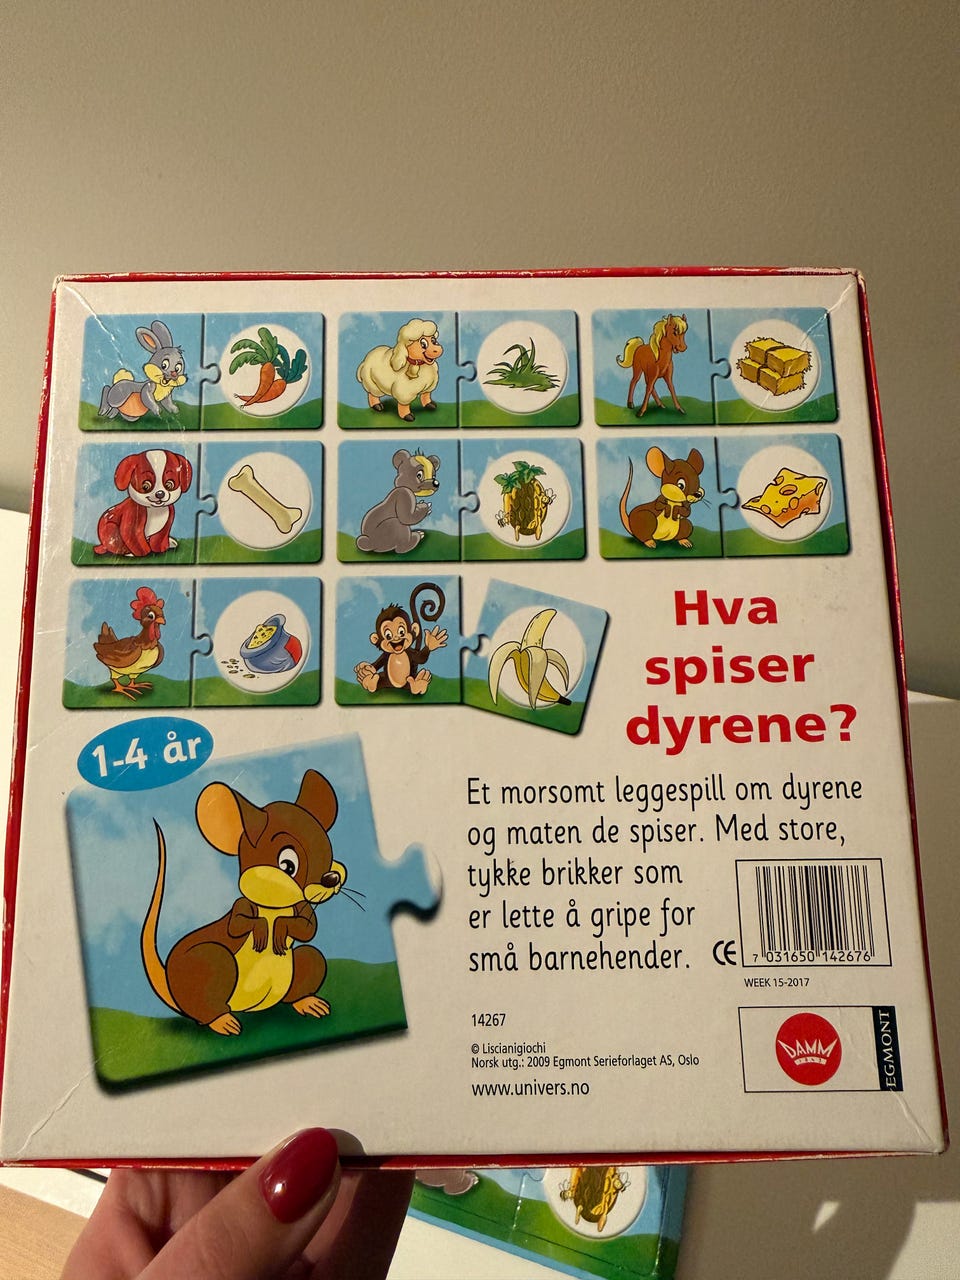 Hva
spiser
dyrene?
1-4 år
Et morsomt leggespill om dyrene
og maten de spiser. Med store,
tykke brikker som
er lette å gripe for
små barnehender.
CE
7 031650 142676
WEEK 15-2017
14267
© Liscianigiochi
Norsk utg.: 2009 Egmont Serieforlaget AS, Oslo
www.univers.no
DAMM
1843
EGMONT